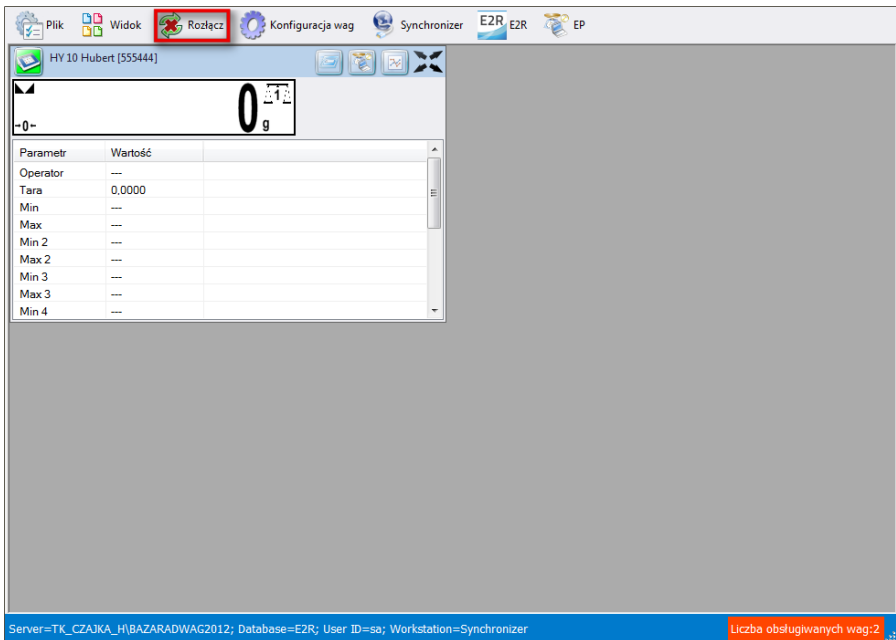 Plik Widok Rozłącz Konfiguracja wag Synchronizer E2R E2R EP
HY 10 Hubert [555444]
0 g
1
-0-
Parametr Wartość
Operator ---
Tara 0,0000
Min ---
Max ---
Min 2 ---
Max 2 ---
Min 3 ---
Max 3 ---
Min 4 ---
Server=TK_CZAJKA_H\BAZARADWAG2012; Database=E2R; User ID=sa; Workstation=Synchronizer Liczba obsługiwanych wag:2